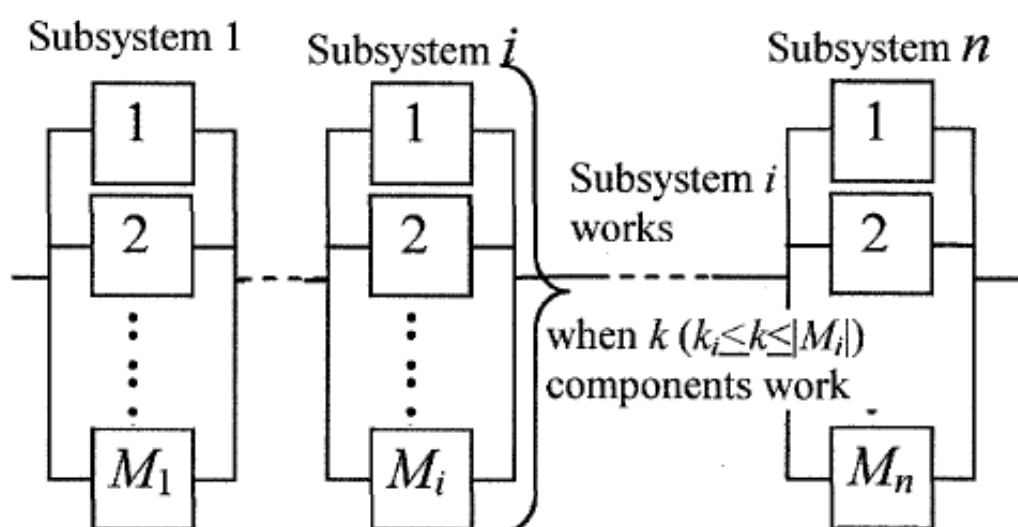 Subsystem 1
Subsystem i
Subsystem n
1
1
1
2
2
2
Subsystem i
works
when k (k_i≤k≤|M_i|)
components work
M_1
M_i
M_n